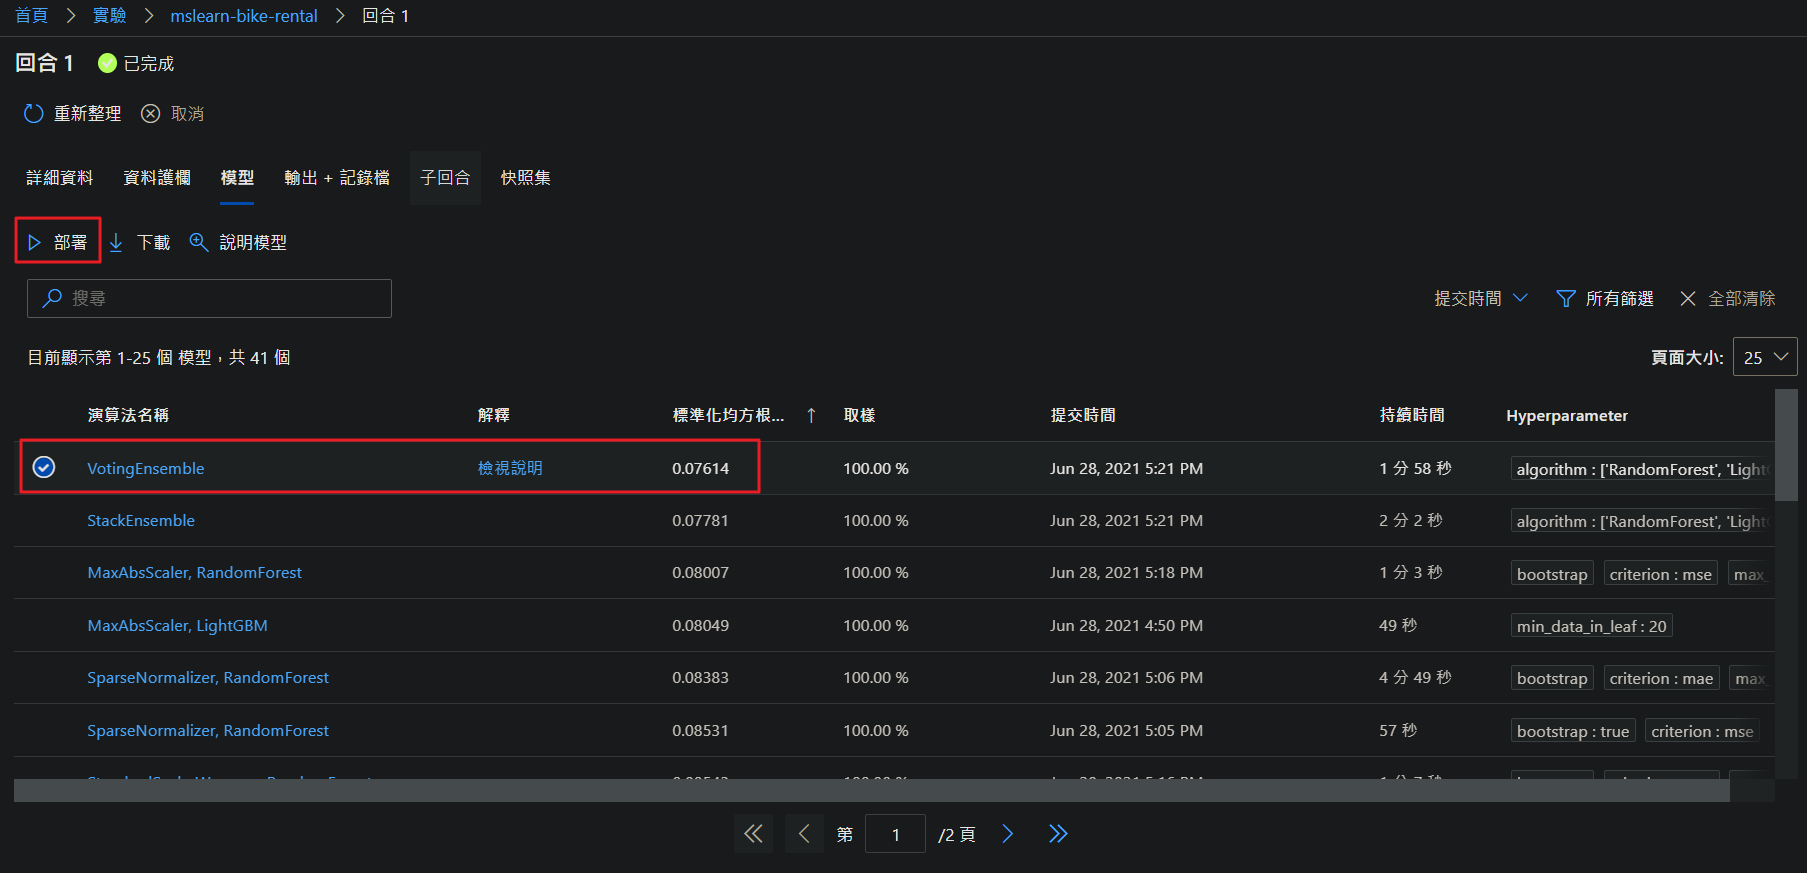 首頁 > 實驗 > mslearn-bike-rental > 回合 1
回合 1 已完成
重新整理 取消
詳細資料 資料護欄 模型 輸出 + 記錄檔 子回合 快照集
部署 下載 說明模型
搜尋 提交時間 所有篩選 全部清除
目前顯示第 1-25 個 模型，共 41 個 頁面大小: 25
演算法名稱 解釋 標準化均方根... ↑ 取樣 提交時間 持續時間 Hyperparameter
VotingEnsemble 檢視說明 0.07614 100.00 % Jun 28, 2021 5:21 PM 1 分 58 秒 algorithm : ['RandomForest', 'Light
StackEnsemble 0.07781 100.00 % Jun 28, 2021 5:21 PM 2 分 2 秒 algorithm : ['RandomForest', 'Light
MaxAbsScaler, RandomForest 0.08007 100.00 % Jun 28, 2021 5:18 PM 1 分 3 秒 bootstrap criterion : mse max_
MaxAbsScaler, LightGBM 0.08049 100.00 % Jun 28, 2021 4:50 PM 49 秒 min_data_in_leaf : 20
SparseNormalizer, RandomForest 0.08383 100.00 % Jun 28, 2021 5:06 PM 4 分 49 秒 bootstrap criterion : mae max_
SparseNormalizer, RandomForest 0.08531 100.00 % Jun 28, 2021 5:05 PM 57 秒 bootstrap : true criterion : mse
第 1 /2 頁